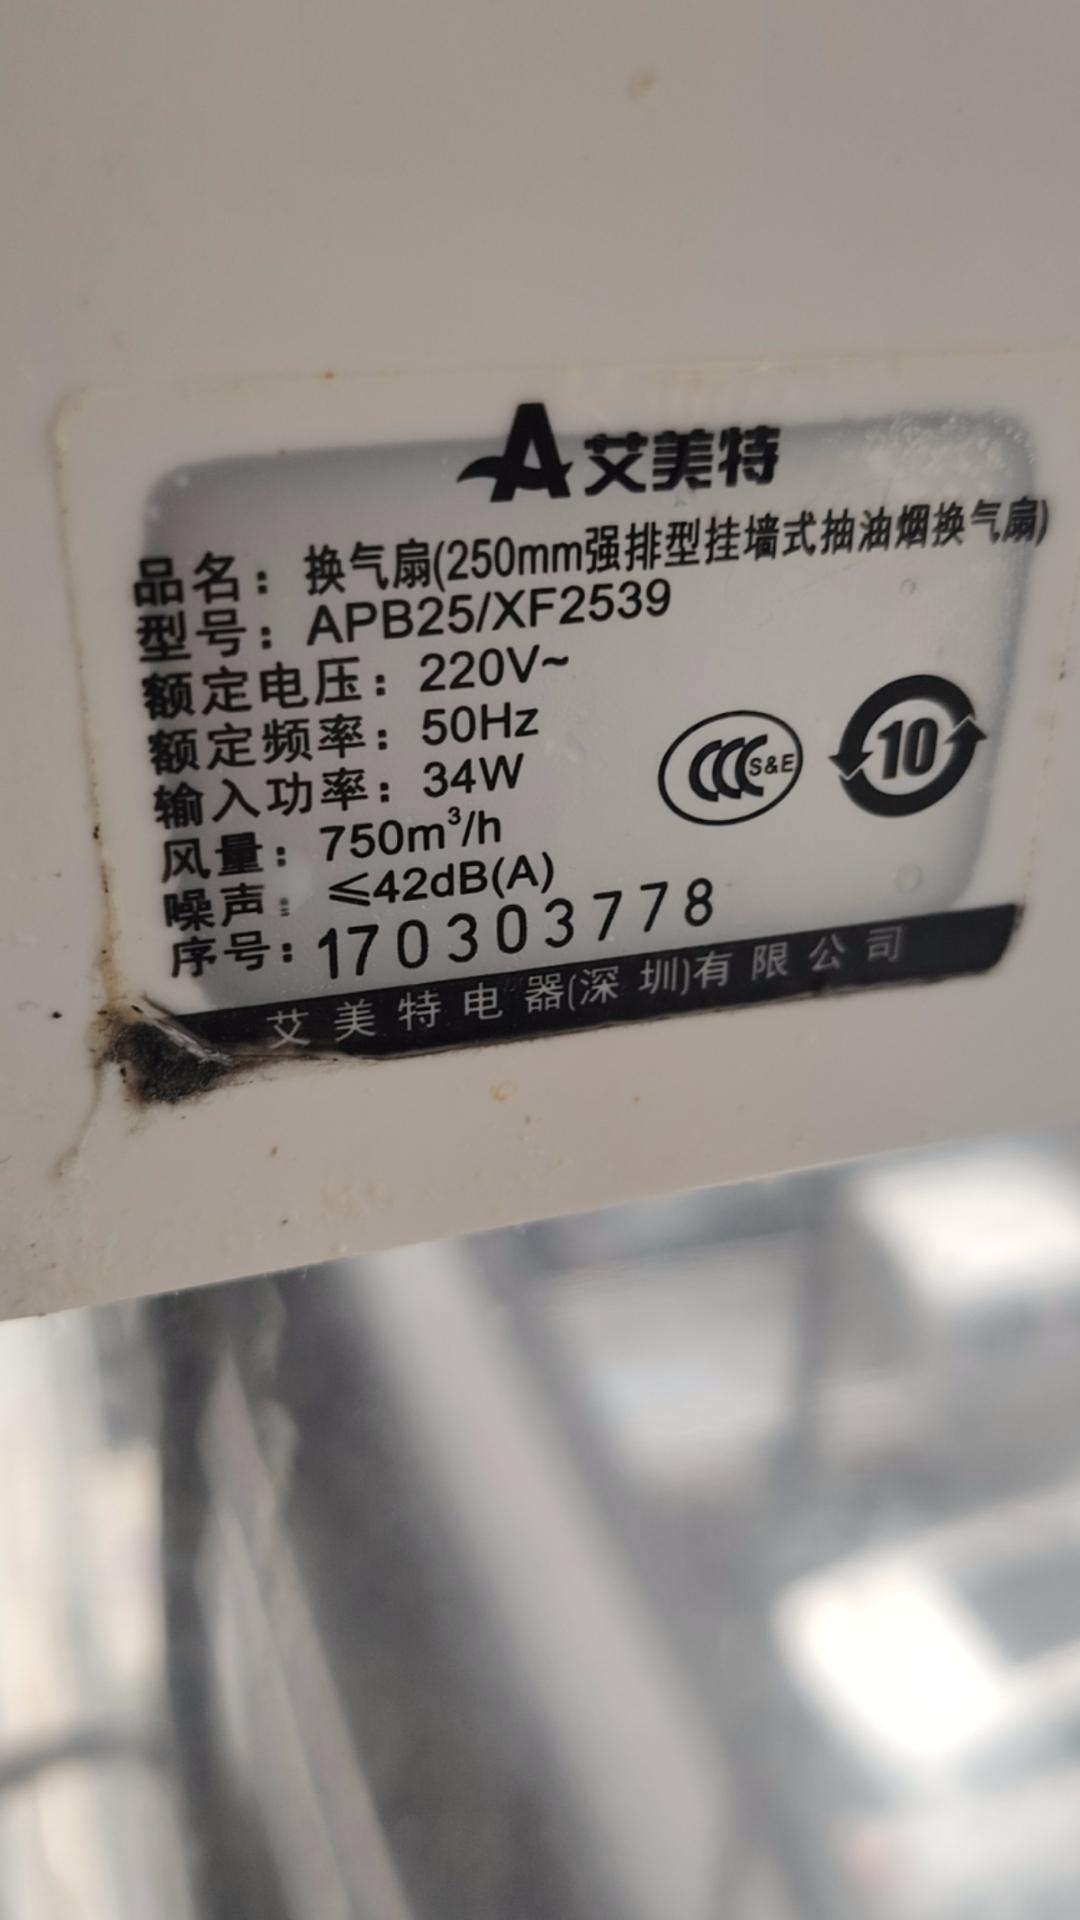 艾美特
品名：换气扇(250mm强排型挂墙式抽油烟换气扇)
型号：APB25/XF2539
额定电压：220V~
额定频率：50Hz
输入功率：34W
风量：750m³/h
噪声：≤42dB(A)
序号：170303778
CCC S&E
10
艾美特电器(深圳)有限公司